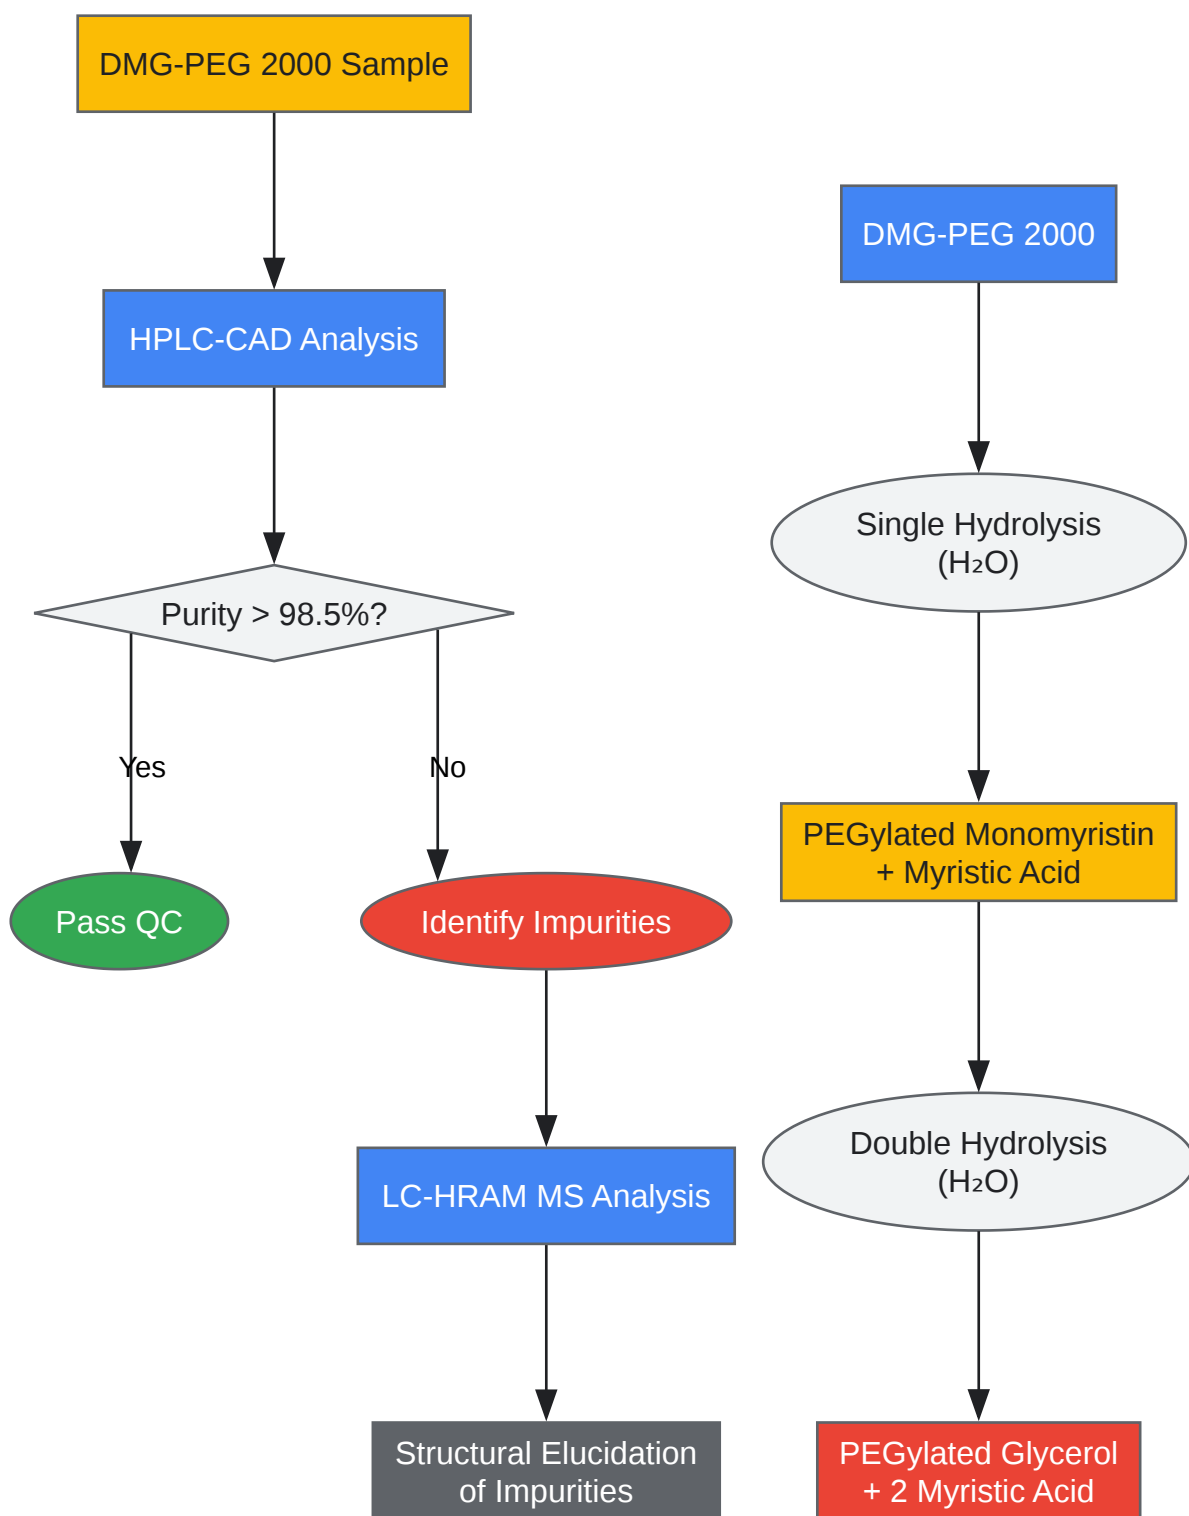 DMG-PEG 2000 Sample
HPLC-CAD Analysis
Purity > 98.5%?
Yes
No
Pass QC
Identify Impurities
LC-HRAM MS Analysis
Structural Elucidation
of Impurities
DMG-PEG 2000
Single Hydrolysis
(H₂O)
PEGylated Monomyristin
+ Myristic Acid
Double Hydrolysis
(H₂O)
PEGylated Glycerol
+ 2 Myristic Acid